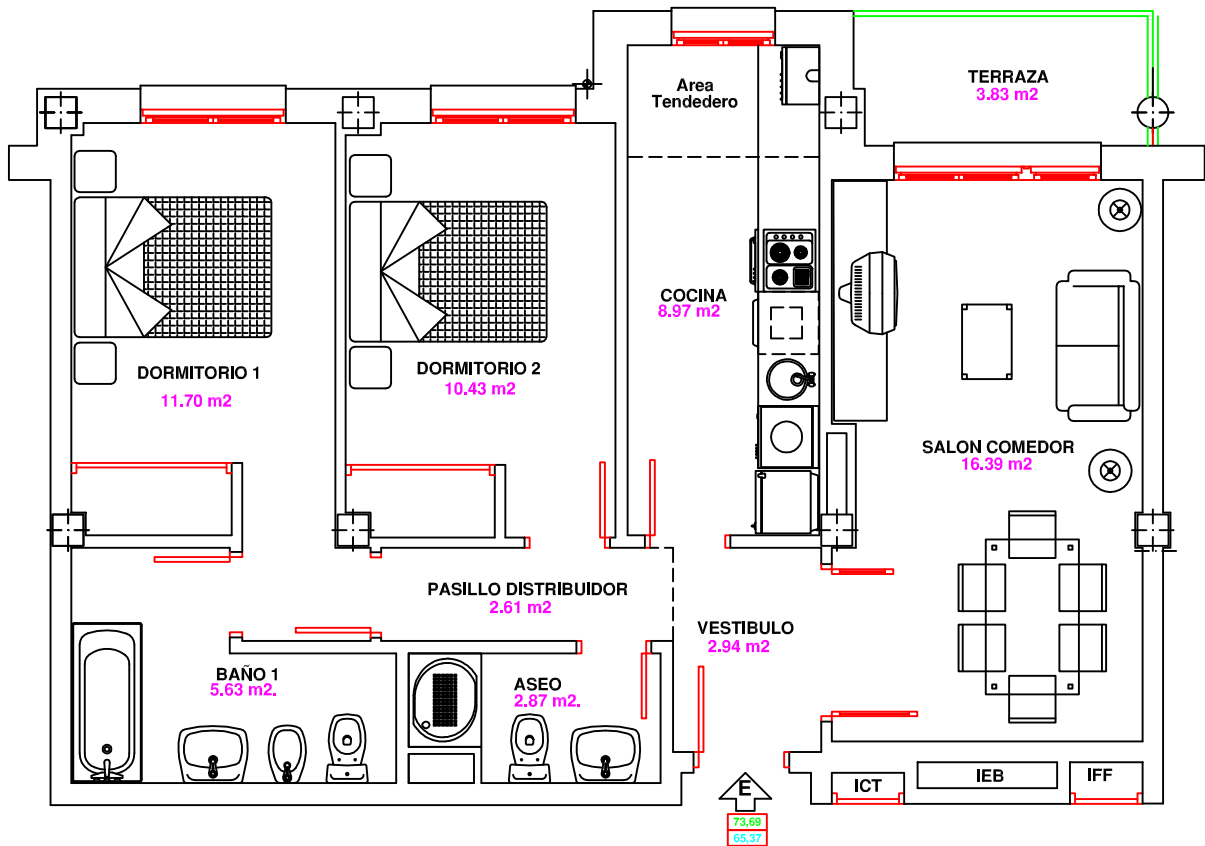 TERRAZA
3.83 m2
Area
Tendedero
COCINA
8.97 m2
DORMITORIO 1
11.70 m2
DORMITORIO 2
10.43 m2
SALON COMEDOR
16.39 m2
PASILLO DISTRIBUIDOR
2.61 m2
VESTIBULO
2.94 m2
BAÑO 1
5.63 m2.
ASEO
2.87 m2.
ICT
IEB
IFF
E
73,69
65,37